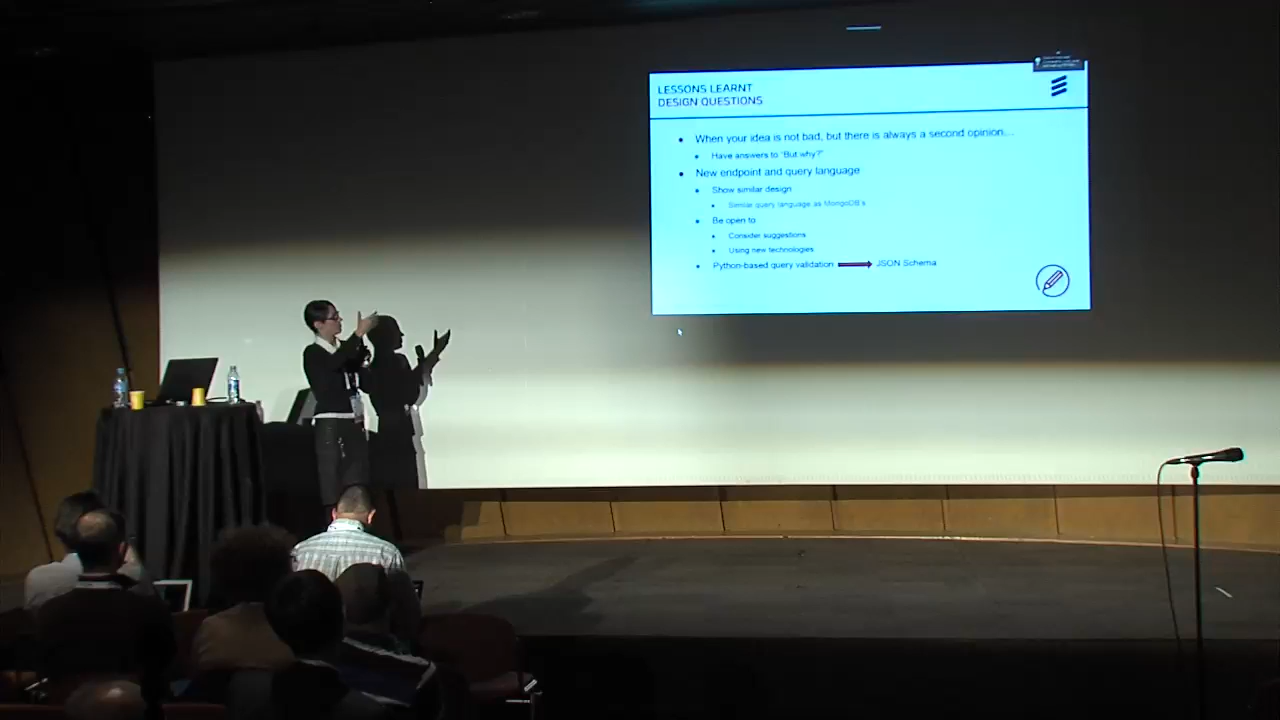 LESSONS LEARNT
DESIGN QUESTIONS
When your idea is not bad, but there is always a second opinion...
Have answers to "But why?"
New endpoint and query language
Show similar design
Similar query language as MongoDB's
Be open to
Consider suggestions
Using new technologies
Python-based query validation JSON Schema